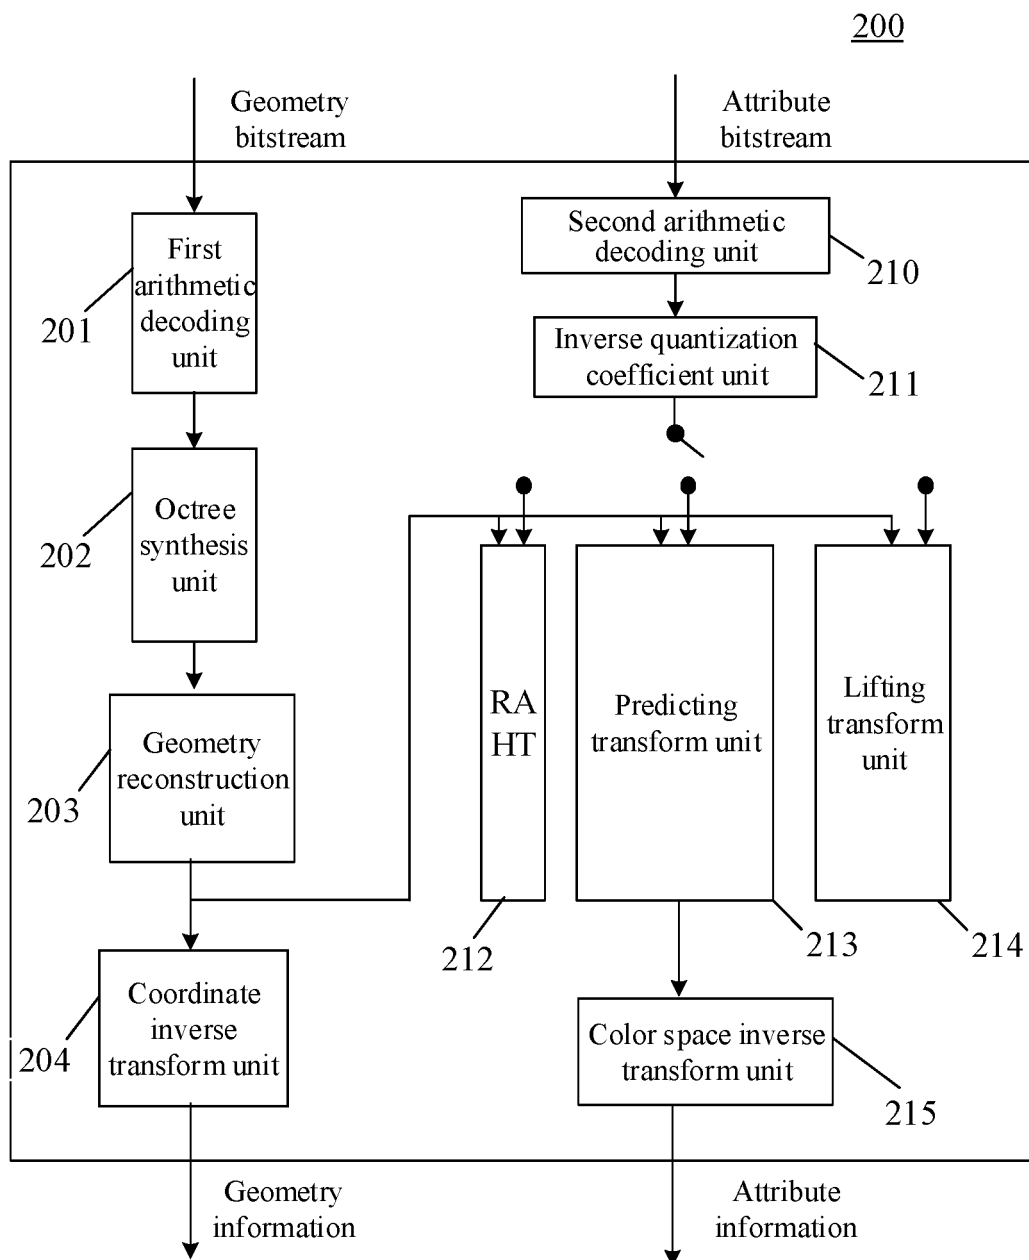 200
Geometry
bitstream
Attribute
bitstream
First
arithmetic
decoding
unit
201
Second arithmetic
decoding unit
210
Inverse quantization
coefficient unit
211
Octree
synthesis
unit
202
Geometry
reconstruction
unit
203
RA
HT
212
Predicting
transform unit
213
Lifting
transform
unit
214
Coordinate
inverse
transform unit
204
Color space inverse
transform unit
215
Geometry
information
Attribute
information